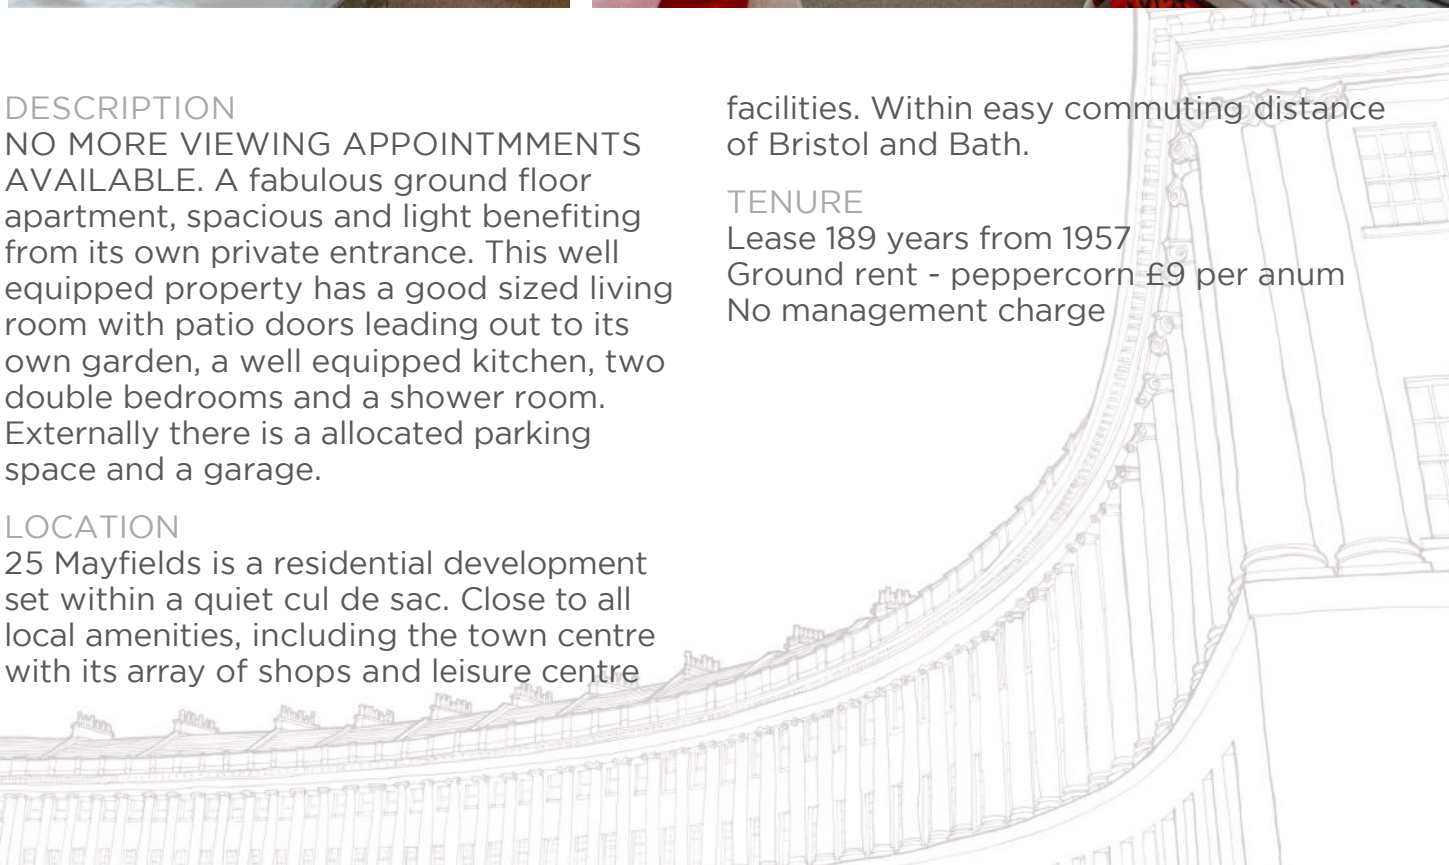 DESCRIPTION
NO MORE VIEWING APPOINTMMENTS
AVAILABLE. A fabulous ground floor
apartment, spacious and light benefiting
from its own private entrance. This well
equipped property has a good sized living
room with patio doors leading out to its
own garden, a well equipped kitchen, two
double bedrooms and a shower room.
Externally there is a allocated parking
space and a garage.
LOCATION
25 Mayfields is a residential development
set within a quiet cul de sac. Close to all
local amenities, including the town centre
with its array of shops and leisure centre
facilities. Within easy commuting distance
of Bristol and Bath.
TENURE
Lease 189 years from 1957
Ground rent - peppercorn £9 per anum
No management charge